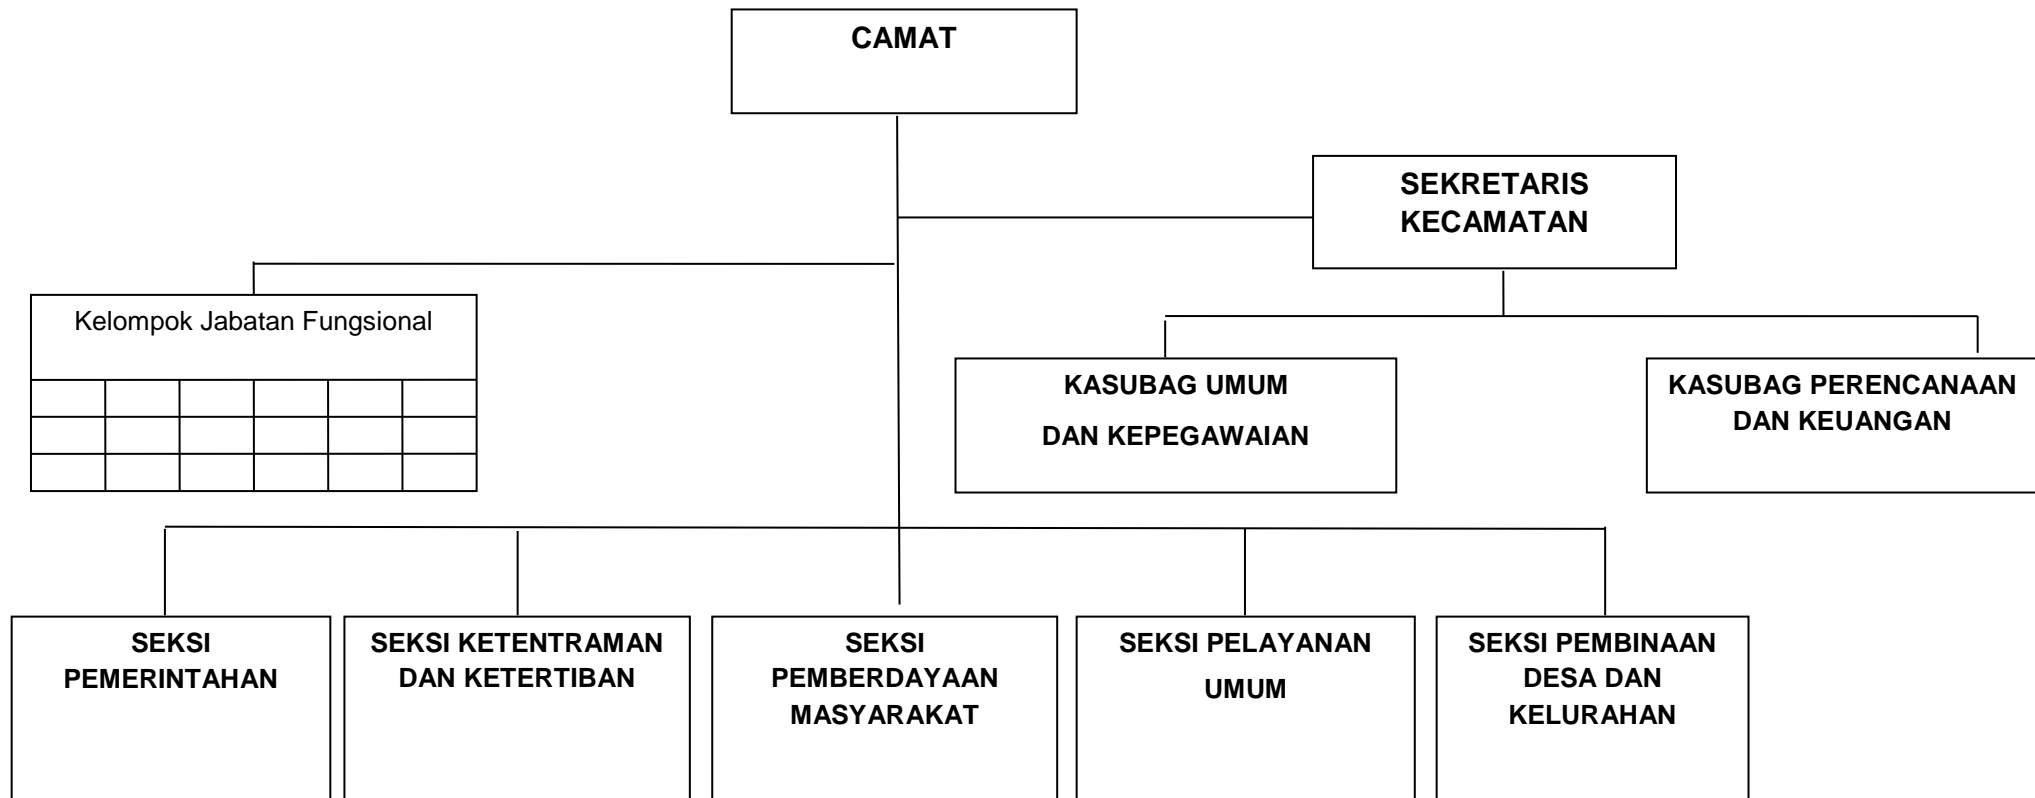 CAMAT
SEKRETARIS
KECAMATAN
Kelompok Jabatan Fungsional
KASUBAG UMUM
DAN KEPEGAWAIAN
KASUBAG PERENCANAAN
DAN KEUANGAN
SEKSI
PEMERINTAHAN
SEKSI KETENTRAMAN
DAN KETERTIBAN
SEKSI
PEMBERDAYAAN
MASYARAKAT
SEKSI PELAYANAN
UMUM
SEKSI PEMBINAAN
DESA DAN
KELURAHAN